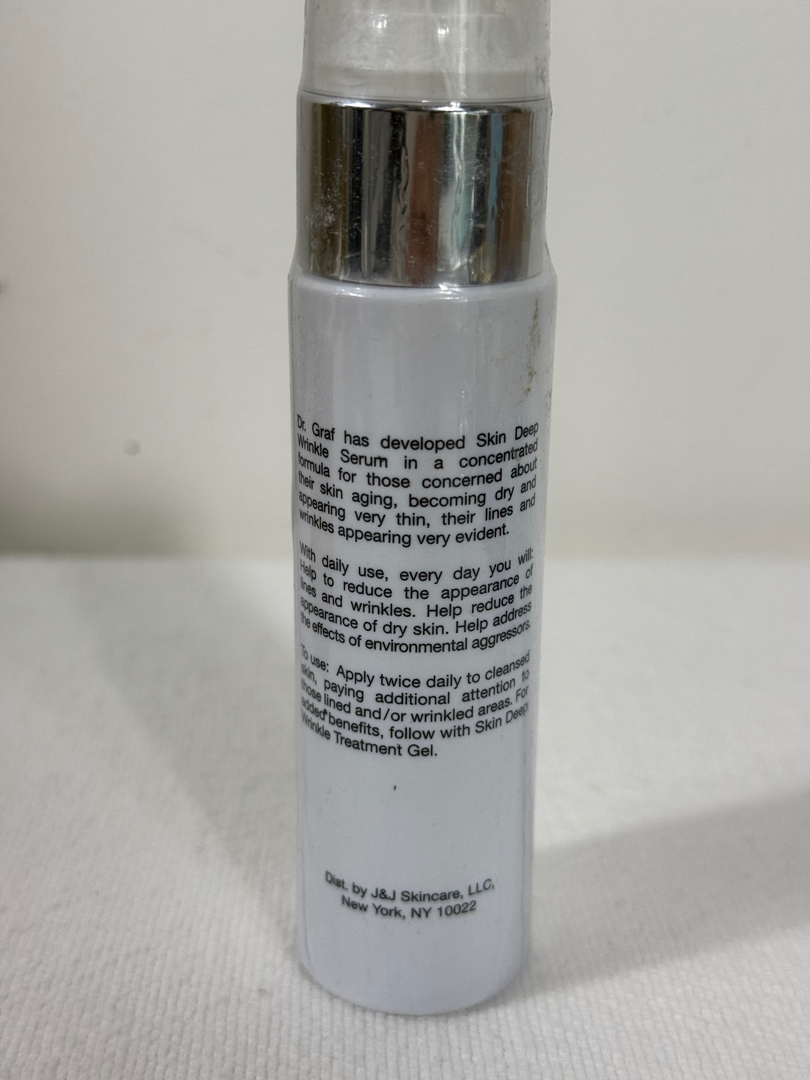 Dr. Graf has developed Skin Deep
Wrinkle Serum in a concentrated
formula for those concerned about
their skin aging, becoming dry and
appearing very thin, their lines and
wrinkles appearing very evident.
With daily use, every day you will:
Help to reduce the appearance of
lines and wrinkles. Help reduce the
appearance of dry skin. Help address
the effects of environmental aggressors.
To use: Apply twice daily to cleansed
skin, paying additional attention to
those lined and/or wrinkled areas. For
added benefits, follow with Skin Deep
Wrinkle Treatment Gel.
Dist. by J&J Skincare, LLC,
New York, NY 10022